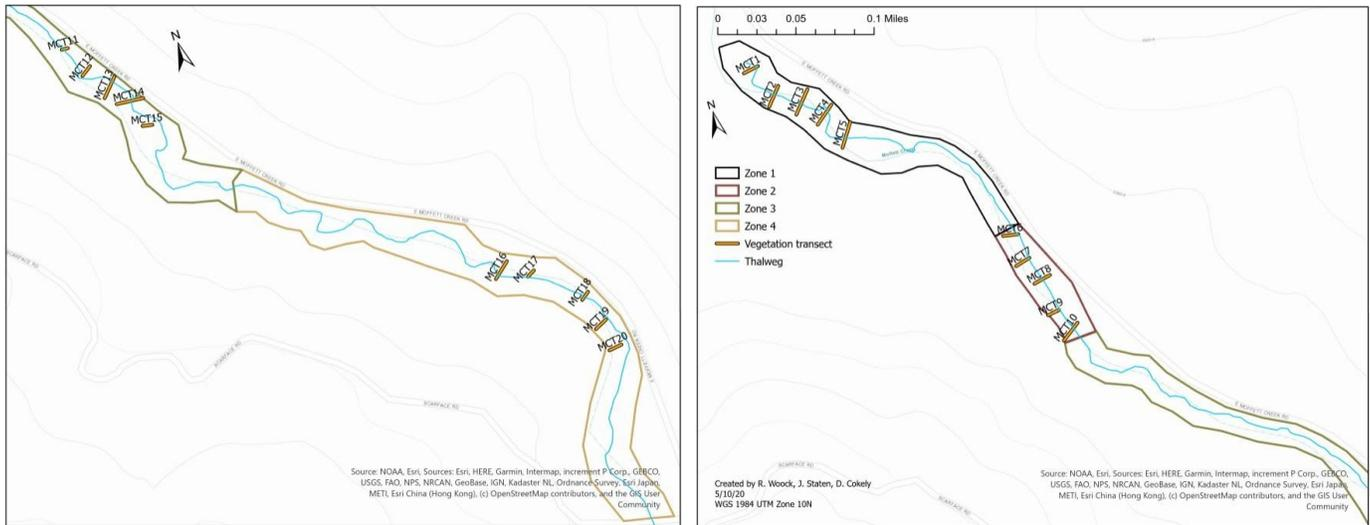 N
MCT11
MCT12
MCT13
MCT14
MCT15
E MOFFETT CREEK RD
E MOFFETT CREEK RD
E MOFFETT CREEK RD
MCT16
MCT17
MCT18
MCT19
MCT20
SCARFACE RD
SCARFACE RD
SCARFACE RD
Source: NOAA, Esri, Sources: Esri, HERE, Garmin, Intermap, increment P Corp., GEBCO,
USGS, FAO, NPS, NRCAN, GeoBase, IGN, Kadaster NL, Ordnance Survey, Esri Japan,
METI, Esri China (Hong Kong), (c) OpenStreetMap contributors, and the GIS User
Community
0 0.03 0.05 0.1 Miles
N
MCT1
MCT2
MCT3
MCT4
MCT5
E MOFFETT CREEK RD
E MOFFETT CREEK RD
E MOFFETT CREEK RD
MCT6
MCT7
MCT8
MCT9
MCT10
Zone 1
Zone 2
Zone 3
Zone 4
Vegetation transect
Thalweg
SCARFACE RD
SCARFACE RD
Created by R. Woock, J. Staten, D. Cokely
5/10/20
WGS 1984 UTM Zone 10N
Source: NOAA, Esri, Sources: Esri, HERE, Garmin, Intermap, increment P Corp., GEBCO,
USGS, FAO, NPS, NRCAN, GeoBase, IGN, Kadaster NL, Ordnance Survey, Esri Japan,
METI, Esri China (Hong Kong), (c) OpenStreetMap contributors, and the GIS User
Community